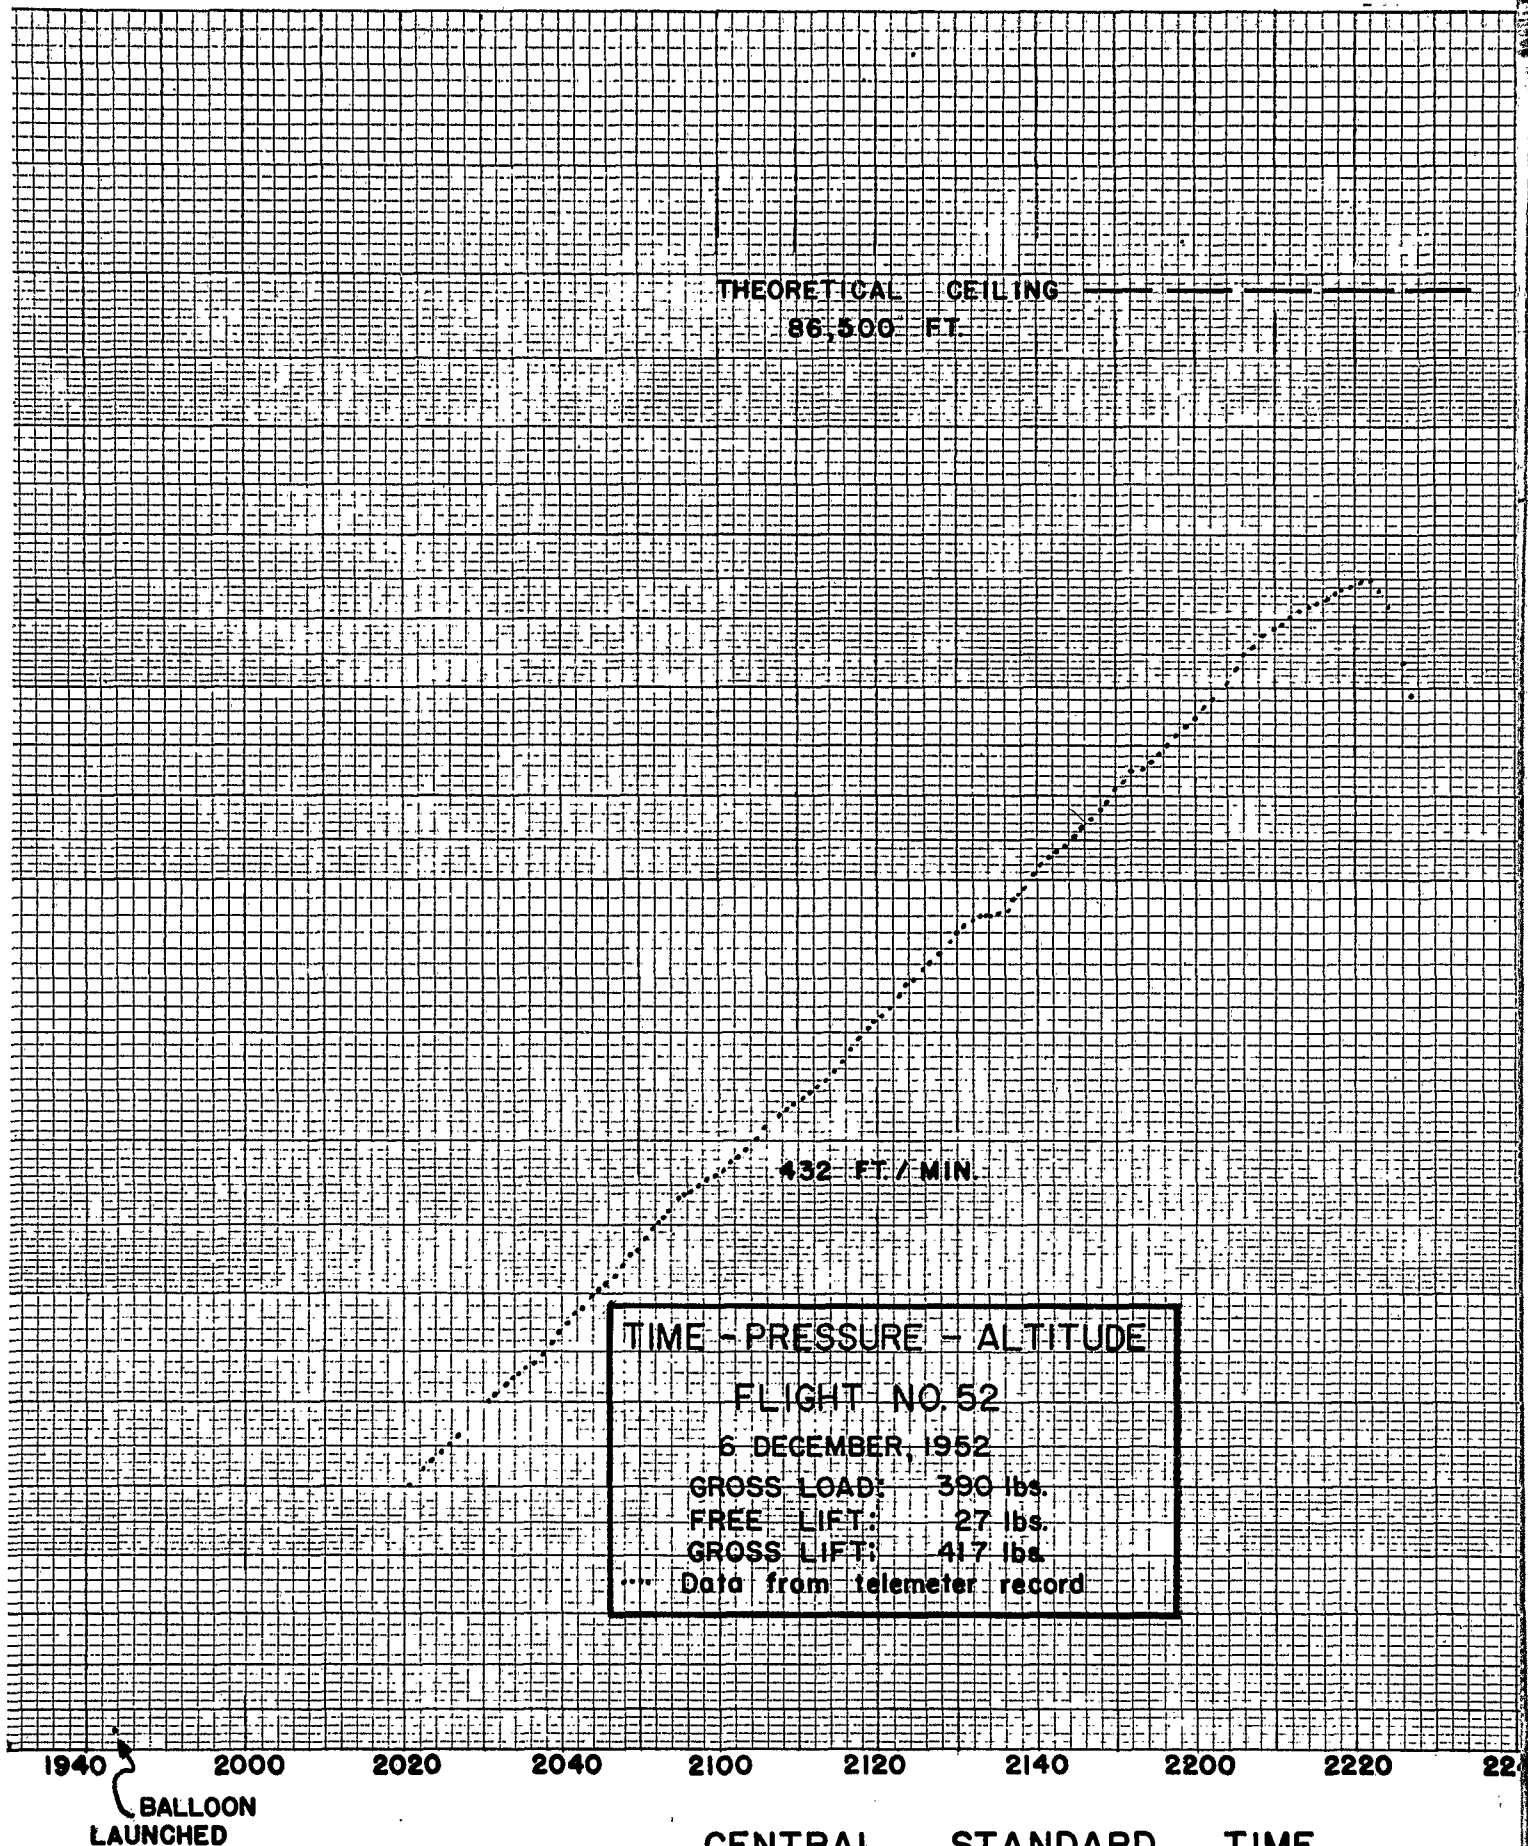 THEORETICAL CEILING
86,500 FT.
432 FT./MIN.
TIME - PRESSURE - ALTITUDE
FLIGHT NO. 52
6 DECEMBER, 1952
GROSS LOAD: 390 lbs.
FREE LIFT: 27 lbs.
GROSS LIFT: 417 lbs.
.... Data from telemeter record
1940 2000 2020 2040 2100 2120 2140 2200 2220
BALLOON
LAUNCHED
CENTRAL STANDARD TIME